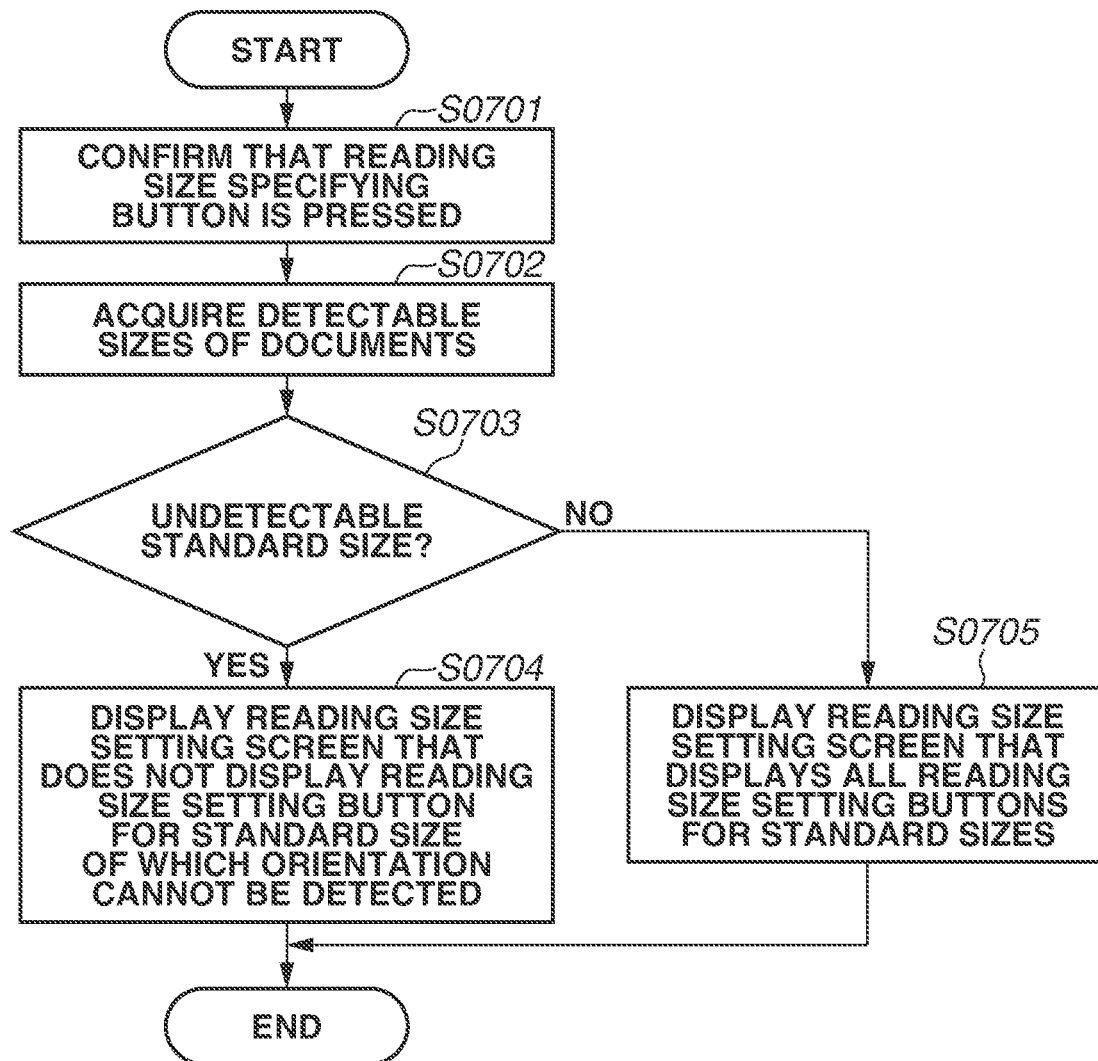 START
S0701
CONFIRM THAT READING
SIZE SPECIFYING
BUTTON IS PRESSED
S0702
ACQUIRE DETECTABLE
SIZES OF DOCUMENTS
S0703
UNDETECTABLE
STANDARD SIZE?
NO
YES
S0704
DISPLAY READING SIZE
SETTING SCREEN THAT
DOES NOT DISPLAY READING
SIZE SETTING BUTTON
FOR STANDARD SIZE
OF WHICH ORIENTATION
CANNOT BE DETECTED
S0705
DISPLAY READING SIZE
SETTING SCREEN THAT
DISPLAYS ALL READING
SIZE SETTING BUTTONS
FOR STANDARD SIZES
END